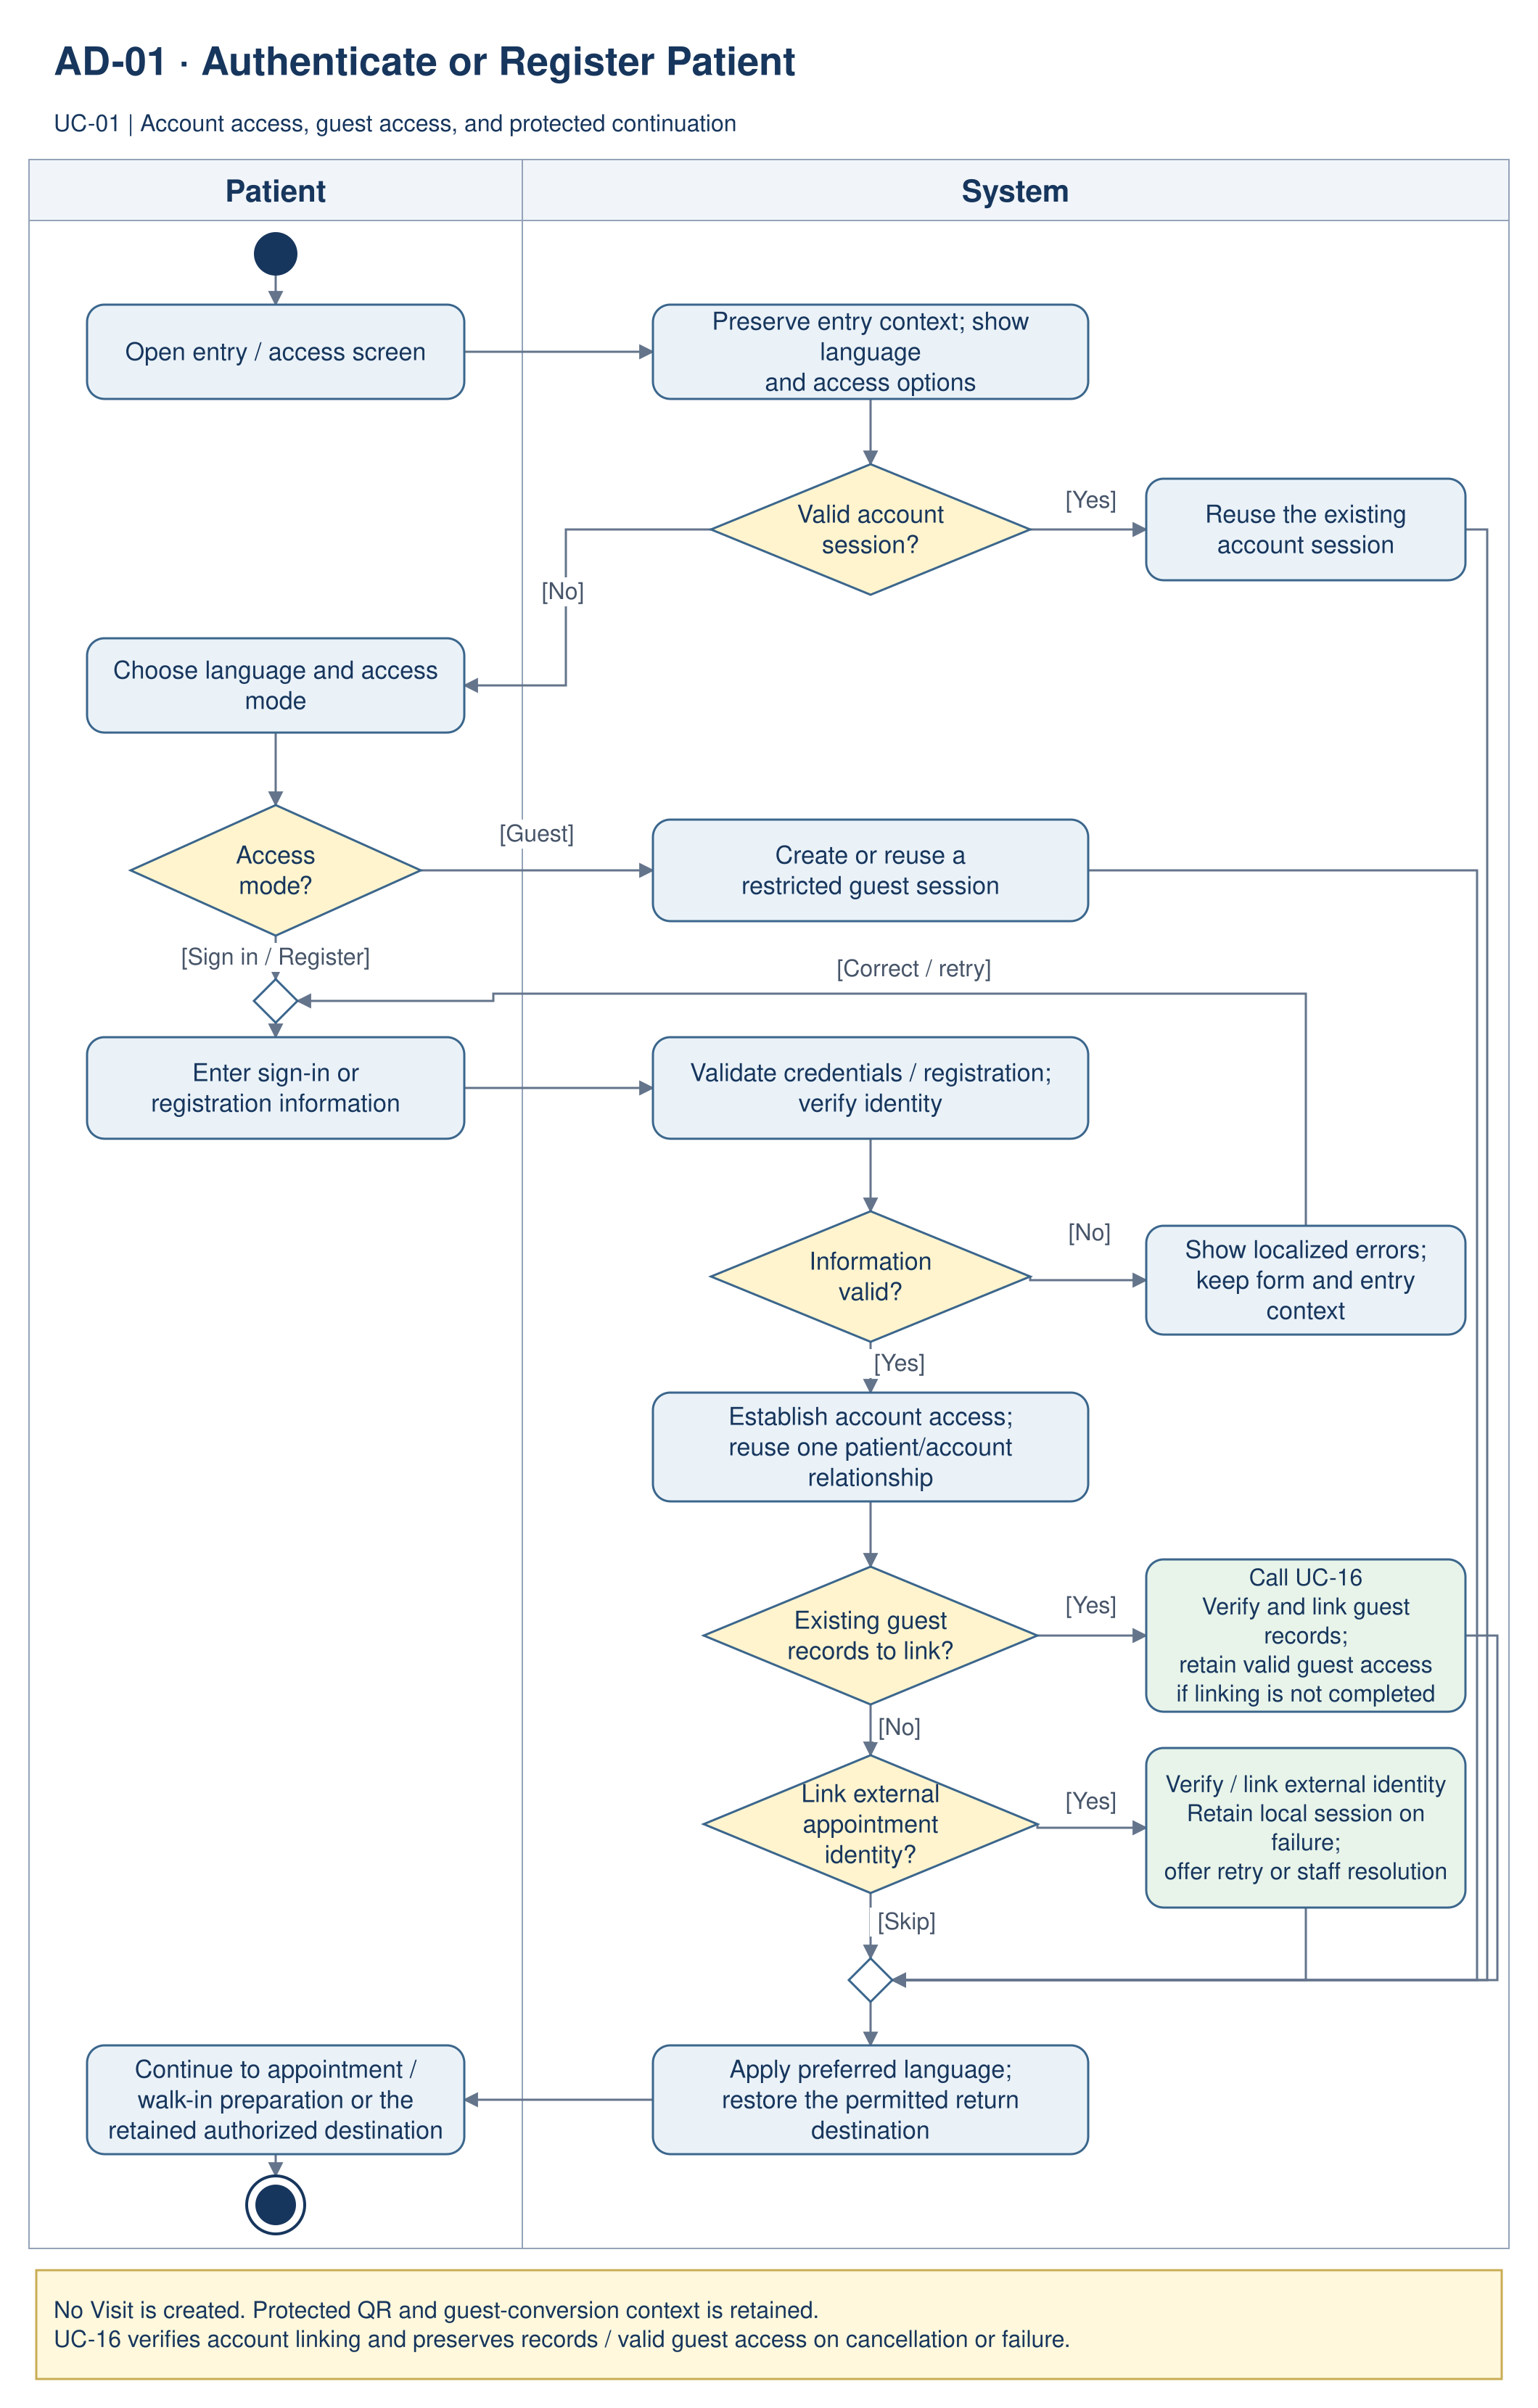 AD-01 · Authenticate or Register Patient
UC-01 | Account access, guest access, and protected continuation
Patient
System
Open entry / access screen
Preserve entry context; show
language
and access options
Valid account
session?
[Yes]
Reuse the existing
account session
[No]
Choose language and access
mode
Access
mode?
[Guest]
Create or reuse a
restricted guest session
[Sign in / Register]
[Correct / retry]
Enter sign-in or
registration information
Validate credentials / registration;
verify identity
Information
valid?
[No]
Show localized errors;
keep form and entry
context
[Yes]
Establish account access;
reuse one patient/account
relationship
Existing guest
records to link?
[Yes]
Call UC-16
Verify and link guest
records;
retain valid guest access
if linking is not completed
[No]
Link external
appointment
identity?
[Yes]
Verify / link external identity
Retain local session on
failure;
offer retry or staff resolution
[Skip]
Continue to appointment /
walk-in preparation or the
retained authorized destination
Apply preferred language;
restore the permitted return
destination
No Visit is created. Protected QR and guest-conversion context is retained.
UC-16 verifies account linking and preserves records / valid guest access on cancellation or failure.